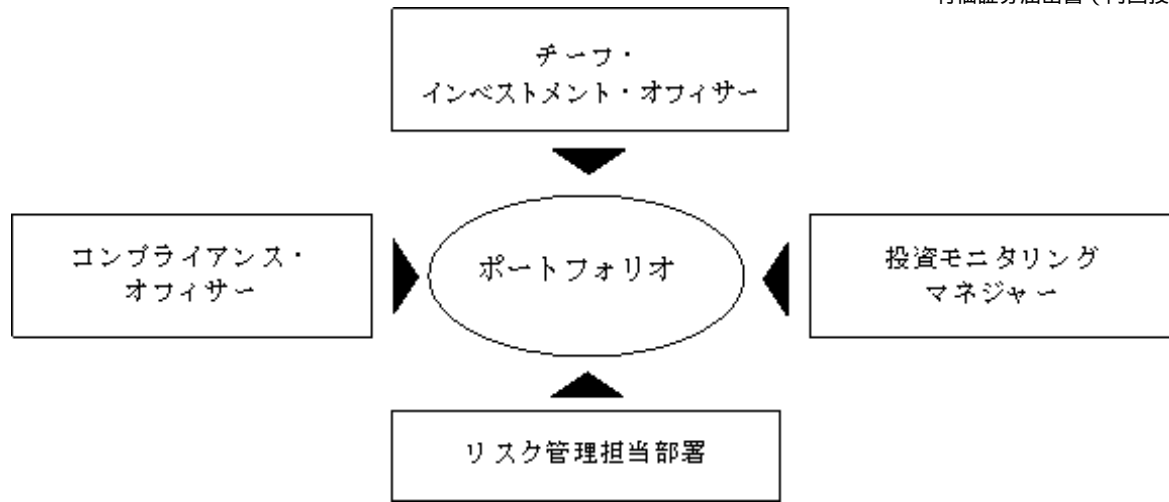 チーフ・
インベストメント・オフィサー
コンプライアンス・
オフィサー
ポートフォリオ
投資モニタリング
マネジャー
リスク管理担当部署